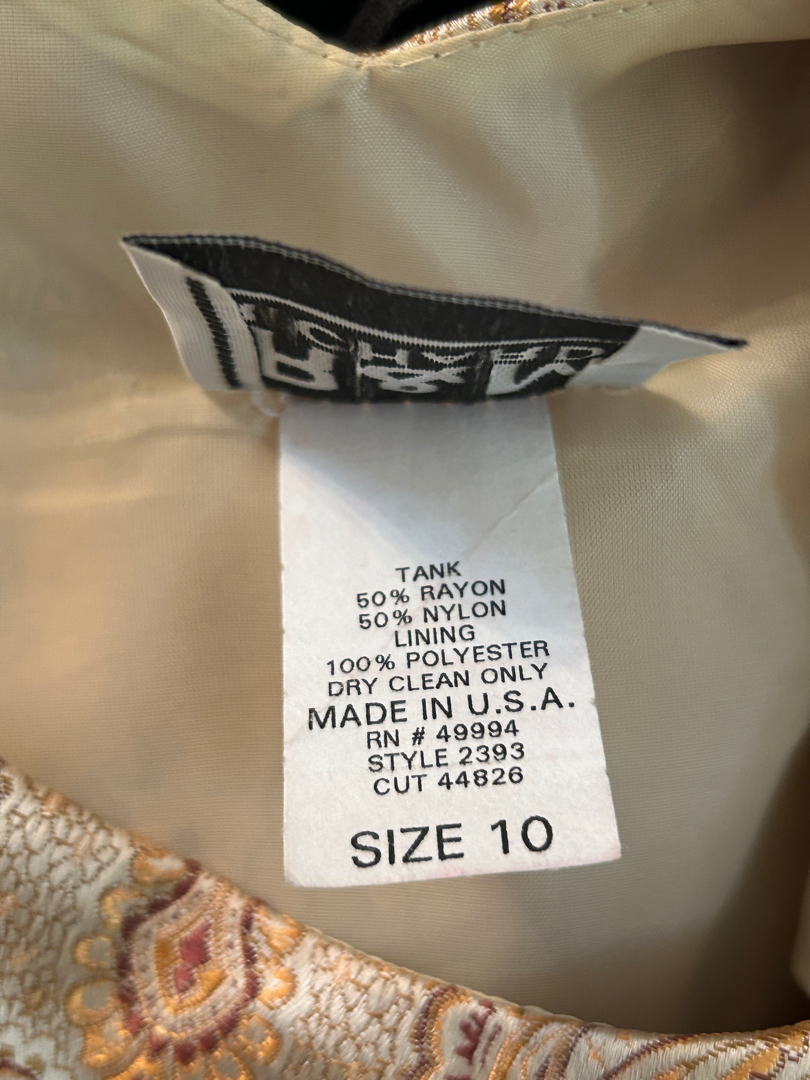 TANK
50% RAYON
50% NYLON
LINING
100% POLYESTER
DRY CLEAN ONLY
MADE IN U.S.A.
RN # 49994
STYLE 2393
CUT 44826
SIZE 10